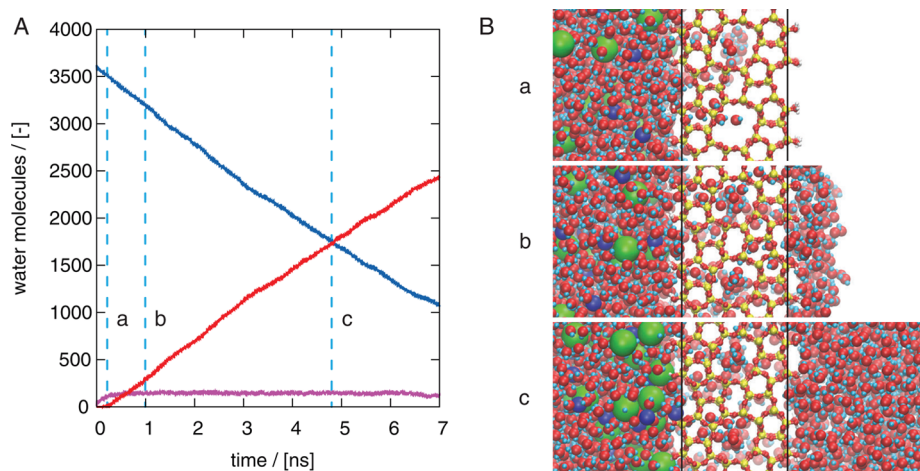 A
B
4000
3500
3000
2500
2000
1500
1000
500
0
water molecules / [-]
a
b
c
0 1 2 3 4 5 6 7
time / [ns]
a
b
c